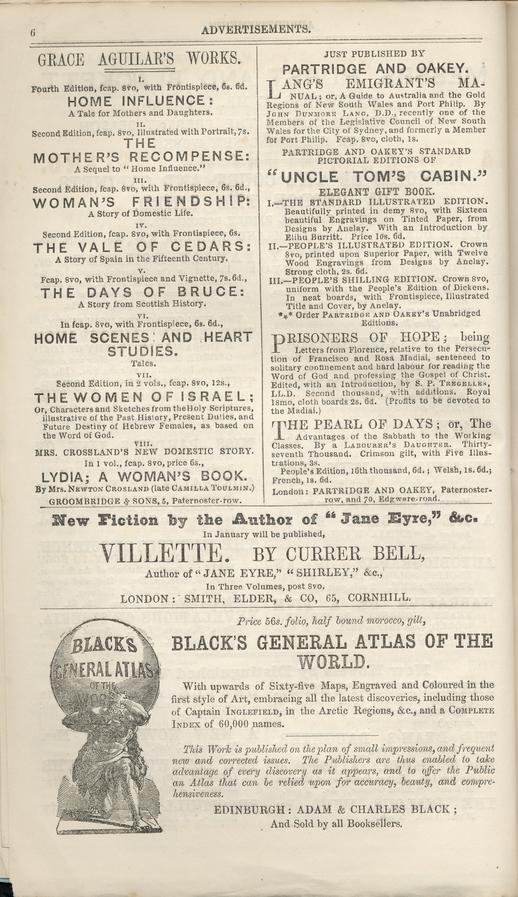 6
ADVERTISEMENTS.
GRACE AGUILAR'S WORKS.
I.
Fourth Edition, fcap. 8vo, with Frontispiece, 6s. 6d.
HOME INFLUENCE:
A Tale for Mothers and Daughters.
II.
Second Edition, fcap. 8vo, Illustrated with Portrait, 7s.
THE
MOTHER'S RECOMPENSE:
A Sequel to "Home Influence."
III.
Second Edition, fcap. 8vo, with Frontispiece, 6s. 6d.,
WOMAN'S FRIENDSHIP:
A Story of Domestic Life.
IV.
Second Edition, fcap. 8vo, with Frontispiece, 6s.
THE VALE OF CEDARS:
A Story of Spain in the Fifteenth Century.
V.
Fcap. 8vo, with Frontispiece and Vignette, 7s. 6d.,
THE DAYS OF BRUCE:
A Story from Scottish History.
VI.
In fcap. 8vo, with Frontispiece, 6s. 6d.,
HOME SCENES AND HEART
STUDIES.
Tales.
VII.
Second Edition, in 2 vols., fcap. 8vo, 12s.,
THE WOMEN OF ISRAEL;
Or, Characters and Sketches from the Holy Scriptures,
illustrative of the Past History, Present Duties, and
Future Destiny of Hebrew Females, as based on
the Word of God.
VIII.
MRS. CROSSLAND'S NEW DOMESTIC STORY.
In 1 vol., fcap. 8vo, price 6s.,
LYDIA; A WOMAN'S BOOK.
By Mrs. NEWTON CROSLAND (late CAMILLA TOULMIN.)
GROOMBRIDGE & SONS, 5, Paternoster-row.
JUST PUBLISHED BY
PARTRIDGE AND OAKEY.
LANG'S EMIGRANT'S MA-
NUAL; or, A Guide to Australia and the Gold
Regions of New South Wales and Port Philip. By
JOHN DUNMORE LANG, D.D., recently one of the
Members of the Legislative Council of New South
Wales for the City of Sydney, and formerly a Member
for Port Philip. Fcap. 8vo, cloth, 1s.
PARTRIDGE AND OAKEY'S STANDARD
PICTORIAL EDITIONS OF
"UNCLE TOM'S CABIN."
ELEGANT GIFT BOOK.
I.—THE STANDARD ILLUSTRATED EDITION.
Beautifully printed in demy 8vo, with Sixteen
beautiful Engravings on Tinted Paper, from
Designs by Anelay. With an Introduction by
Elihu Burritt. Price 10s. 6d.
II.—PEOPLE'S ILLUSTRATED EDITION. Crown
8vo, printed upon Superior Paper, with Twelve
Wood Engravings from Designs by Anelay.
Strong cloth, 2s. 6d.
III.—PEOPLE'S SHILLING EDITION. Crown 8vo,
uniform with the People's Edition of Dickens.
In neat boards, with Frontispiece, Illustrated
Title and Cover, by Anelay.
*** Order PARTRIDGE AND OAKEY'S Unabridged
Editions.
PRISONERS OF HOPE; being
Letters from Florence, relative to the Persecu-
tion of Francisco and Rosa Madiai, sentenced to
solitary confinement and hard labour for reading the
Word of God and professing the Gospel of Christ.
Edited, with an Introduction, by S. P. TREGELLES,
LL.D. Second thousand, with additions. Royal
18mo, cloth boards 2s. 6d. (Profits to be devoted to
the Madiai.)
THE PEARL OF DAYS; or, The
Advantages of the Sabbath to the Working
Classes. By a LABOURER'S DAUGHTER. Thirty-
seventh Thousand. Crimson gilt, with Five Illus-
trations, 3s.
People's Edition, 16th thousand, 6d.; Welsh, 1s. 6d.;
French, 1s. 6d.
London: PARTRIDGE AND OAKEY, Paternoster-
row, and 70, Edgware-road.
New Fiction by the Author of "Jane Eyre," &c.
In January will be published,
VILLETTE. BY CURRER BELL,
Author of "JANE EYRE," "SHIRLEY," &c.,
In Three Volumes, post 8vo.
LONDON: SMITH, ELDER, & CO, 65, CORNHILL.
BLACK'S
GENERAL ATLAS
OF THE
WORLD
Price 56s. folio, half bound morocco, gilt,
BLACK'S GENERAL ATLAS OF THE
WORLD.
With upwards of Sixty-five Maps, Engraved and Coloured in the
first style of Art, embracing all the latest discoveries, including those
of Captain INGLEFIELD, in the Arctic Regions, &c., and a COMPLETE
INDEX of 60,000 names.
This Work is published on the plan of small impressions, and frequent
new and corrected issues. The Publishers are thus enabled to take
advantage of every discovery as it appears, and to offer the Public
an Atlas that can be relied upon for accuracy, beauty, and compre-
hensiveness.
EDINBURGH: ADAM & CHARLES BLACK;
And Sold by all Booksellers.